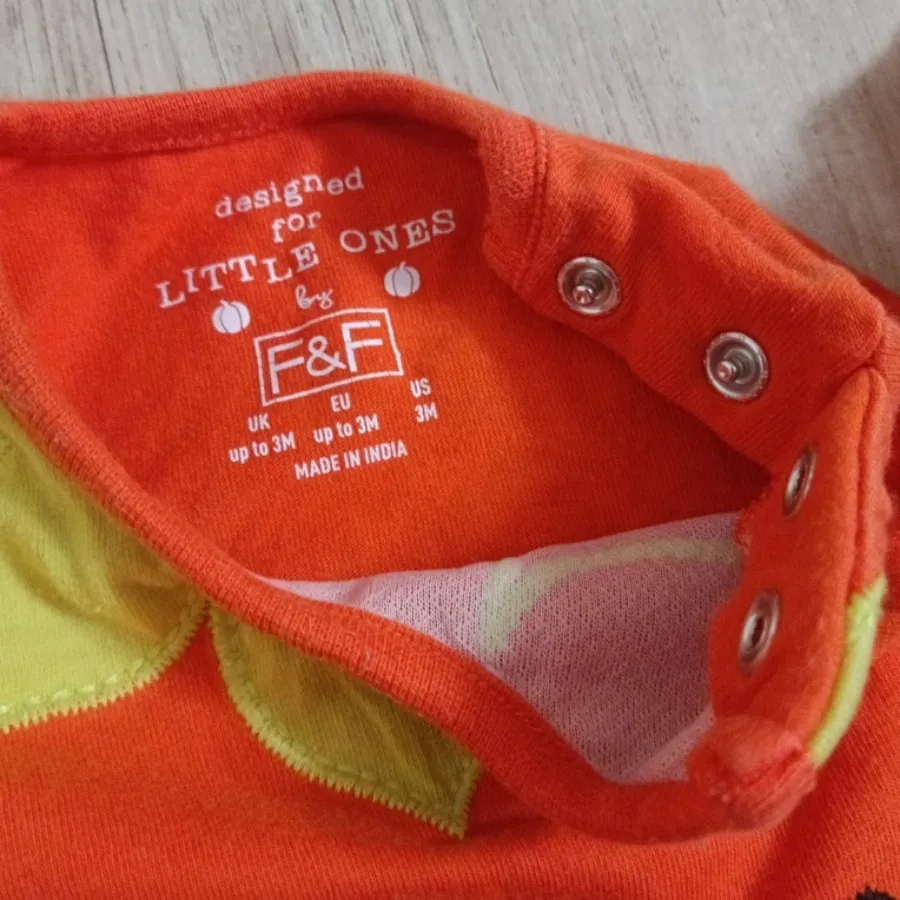 designed
for
LITTLE ONES
by
F&F
UK EU US
up to 3M up to 3M 3M
MADE IN INDIA